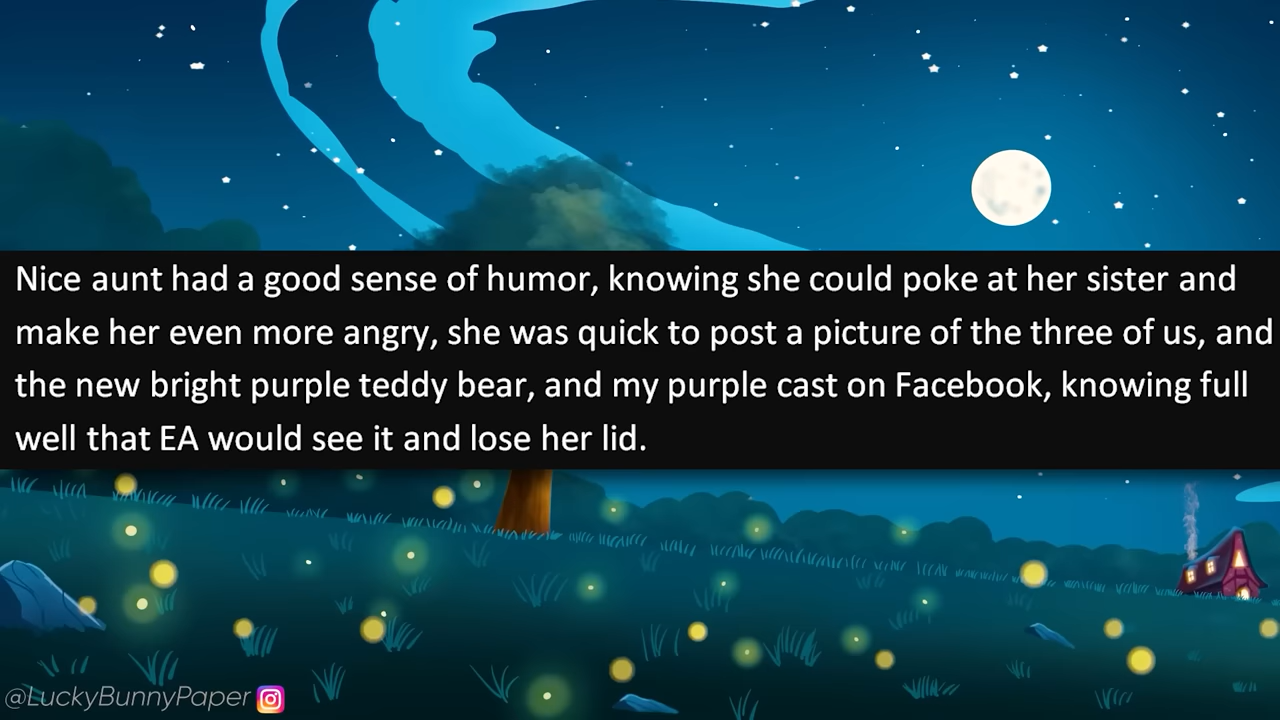 Nice aunt had a good sense of humor, knowing she could poke at her sister and
make her even more angry, she was quick to post a picture of the three of us, and
the new bright purple teddy bear, and my purple cast on Facebook, knowing full
well that EA would see it and lose her lid.
@LuckyBunnyPaper